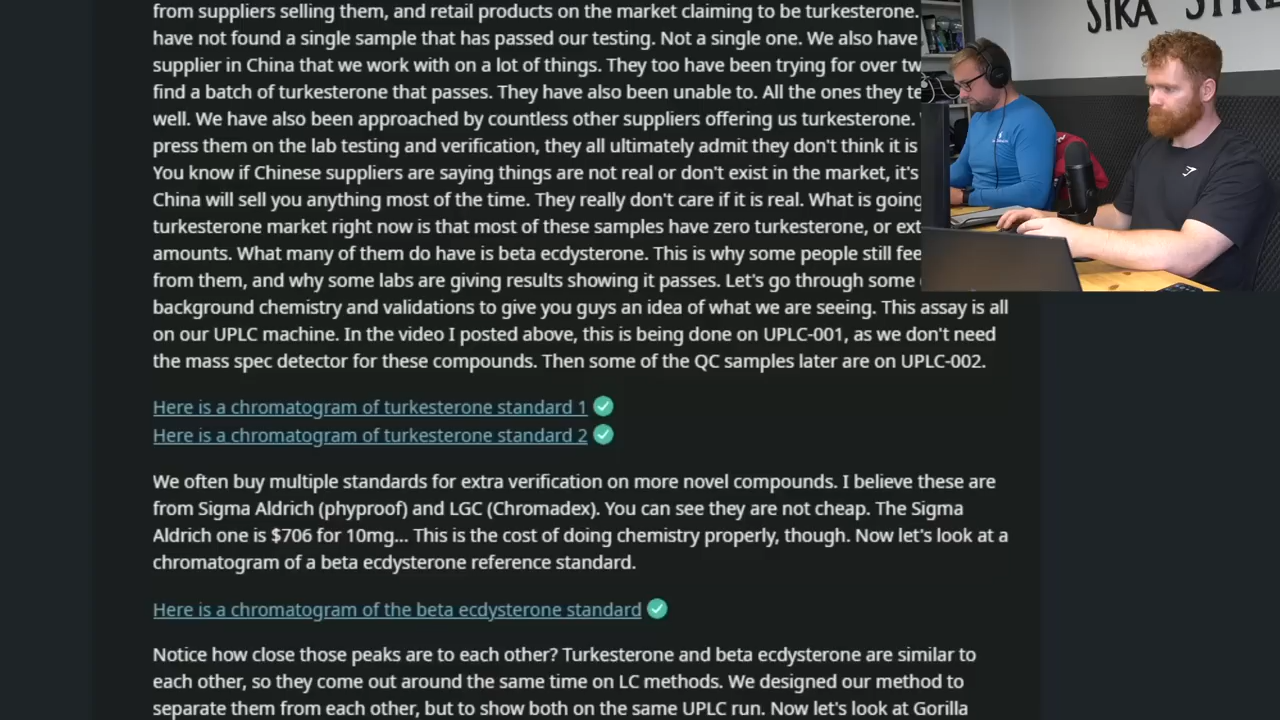 from suppliers selling them, and retail products on the market claiming to be turkesterone.
have not found a single sample that has passed our testing. Not a single one. We also have
supplier in China that we work with on a lot of things. They too have been trying for over
find a batch of turkesterone that passes. They have also been unable to. All the ones they
well. We have also been approached by countless other suppliers offering us turkesterone.
press them on the lab testing and verification, they all ultimately admit they don't think it is
You know if Chinese suppliers are saying things are not real or don't exist in the market, it's
China will sell you anything most of the time. They really don't care if it is real. What is going
turkesterone market right now is that most of these samples have zero turkesterone, or
amounts. What many of them do have is beta ecdysterone. This is why some people still
from them, and why some labs are giving results showing it passes. Let's go through some
background chemistry and validations to give you guys an idea of what we are seeing. This assay is all
on our UPLC machine. In the video I posted above, this is being done on UPLC-001, as we don't need
the mass spec detector for these compounds. Then some of the QC samples later are on UPLC-002.
Here is a chromatogram of turkesterone standard 1
Here is a chromatogram of turkesterone standard 2
We often buy multiple standards for extra verification on more novel compounds. I believe these are
from Sigma Aldrich (phyproof) and LGC (Chromadex). You can see they are not cheap. The Sigma
Aldrich one is $706 for 10mg... This is the cost of doing chemistry properly, though. Now let's look at a
chromatogram of a beta ecdysterone reference standard.
Here is a chromatogram of the beta ecdysterone standard
Notice how close those peaks are to each other? Turkesterone and beta ecdysterone are similar to
each other, so they come out around the same time on LC methods. We designed our method to
separate them from each other, but to show both on the same UPLC run. Now let's look at Gorilla
SIKA